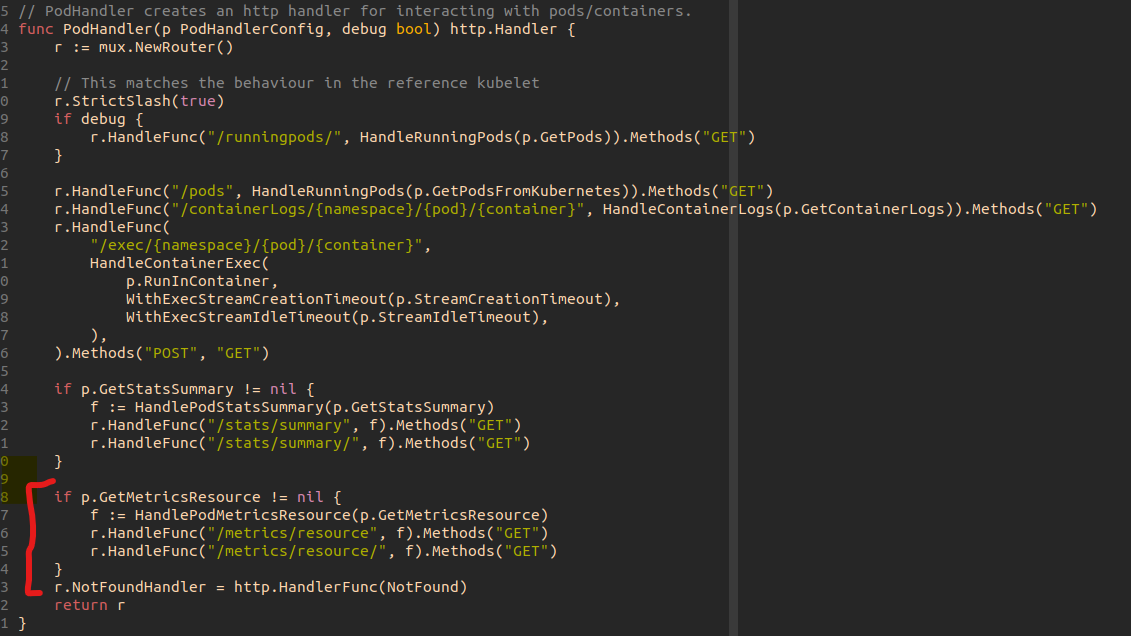 5 // PodHandler creates an http handler for interacting with pods/containers.
4 func PodHandler(p PodHandlerConfig, debug bool) http.Handler {
3     r := mux.NewRouter()
2
1     // This matches the behaviour in the reference kubelet
0     r.StrictSlash(true)
9     if debug {
8         r.HandleFunc("/runningpods/", HandleRunningPods(p.GetPods)).Methods("GET")
7     }
6
5     r.HandleFunc("/pods", HandleRunningPods(p.GetPodsFromKubernetes)).Methods("GET")
4     r.HandleFunc("/containerLogs/{namespace}/{pod}/{container}", HandleContainerLogs(p.GetContainerLogs)).Methods("GET")
3     r.HandleFunc(
2         "/exec/{namespace}/{pod}/{container}",
1         HandleContainerExec(
0             p.RunInContainer,
9             WithExecStreamCreationTimeout(p.StreamCreationTimeout),
8             WithExecStreamIdleTimeout(p.StreamIdleTimeout),
7         ),
6     ).Methods("POST", "GET")
5
4     if p.GetStatsSummary != nil {
3         f := HandlePodStatsSummary(p.GetStatsSummary)
2         r.HandleFunc("/stats/summary", f).Methods("GET")
1         r.HandleFunc("/stats/summary/", f).Methods("GET")
0     }
9
8     if p.GetMetricsResource != nil {
7         f := HandlePodMetricsResource(p.GetMetricsResource)
6         r.HandleFunc("/metrics/resource", f).Methods("GET")
5         r.HandleFunc("/metrics/resource/", f).Methods("GET")
4     }
3     r.NotFoundHandler = http.HandlerFunc(NotFound)
2     return r
1 }